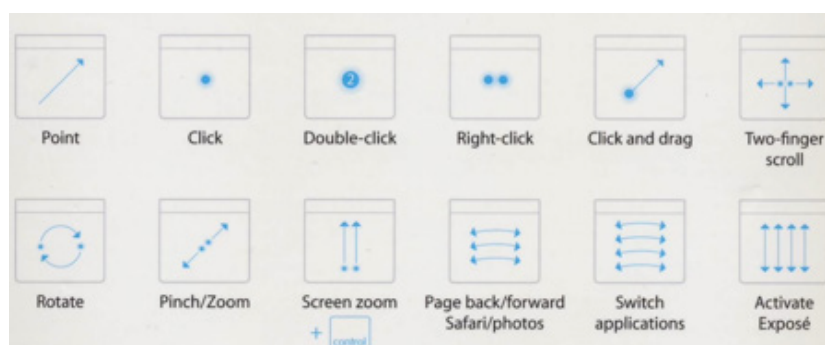 2
Point
Click
Double-click
Right-click
Click and drag
Two-finger
scroll
Rotate
Pinch/Zoom
Screen zoom
+ control
Page back/forward
Safari/photos
Switch
applications
Activate
Exposé